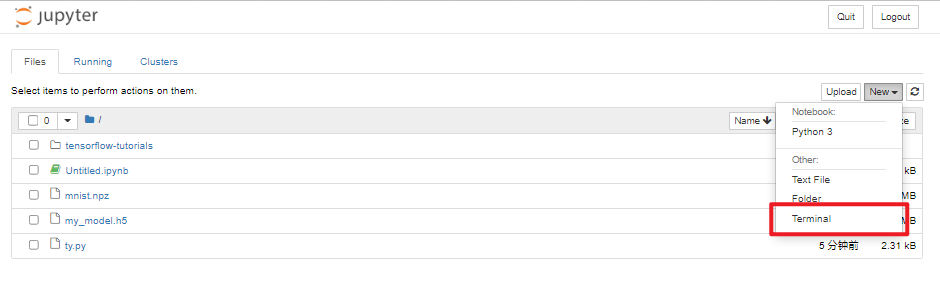 jupyter
Quit Logout
Files Running Clusters
Select items to perform actions on them.
Upload New
0 / Name
Notebook:
Python 3
Other:
Text File
Folder
Terminal
tensorflow-tutorials
Untitled.ipynb kB
mnist.npz MB
my_model.h5
ty.py 5 分钟前 2.31 kB